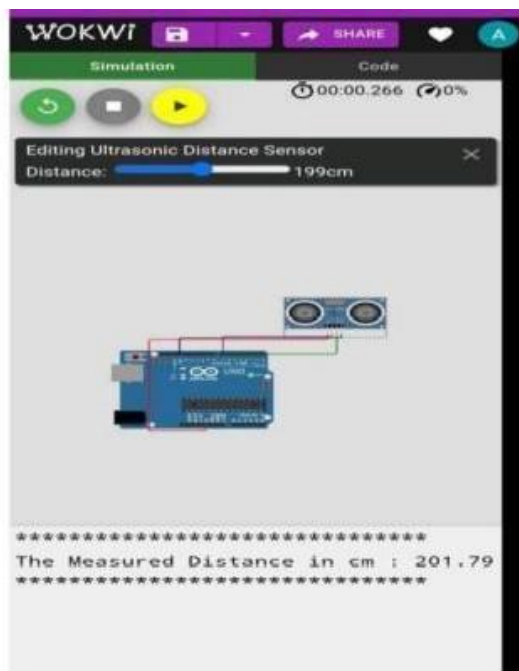 WOKWI SHARE A
Simulation Code
00:00.266 0%
Editing Ultrasonic Distance Sensor
Distance: 199cm
UNO
********************************
The Measured Distance in cm : 201.79
********************************